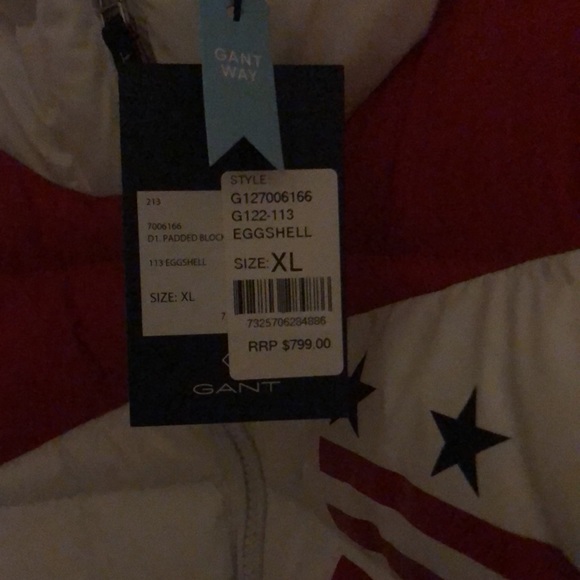 GANT
WAY
STYLE:
G127006166
G122-113
EGGSHELL
SIZE: XL
7325706284886
RRP $799.00
213
7006166
D1. PADDED BLOCK
113 EGGSHELL
SIZE: XL
7
GANT